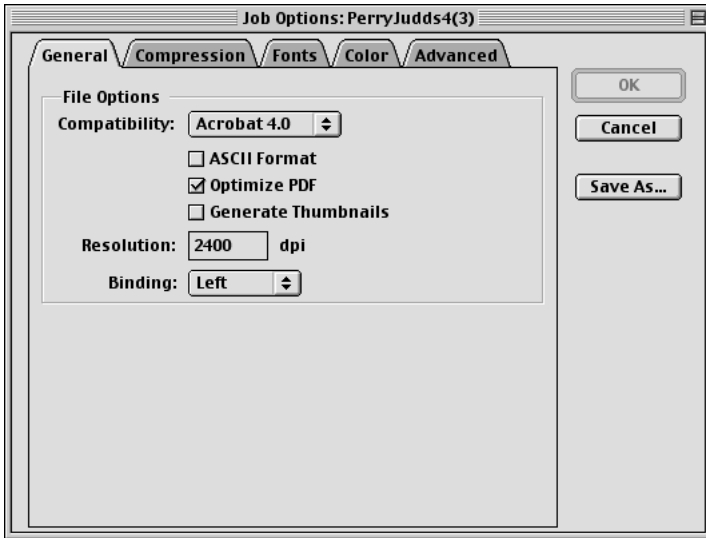 Job Options: PerryJudds4(3)
General Compression Fonts Color Advanced
File Options
Compatibility: Acrobat 4.0
ASCII Format
Optimize PDF
Generate Thumbnails
Resolution: 2400 dpi
Binding: Left
OK
Cancel
Save As...